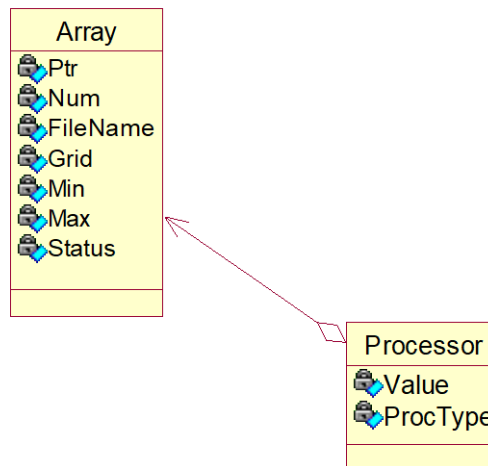 Array
Ptr
Num
FileName
Grid
Min
Max
Status
Processor
Value
ProcType